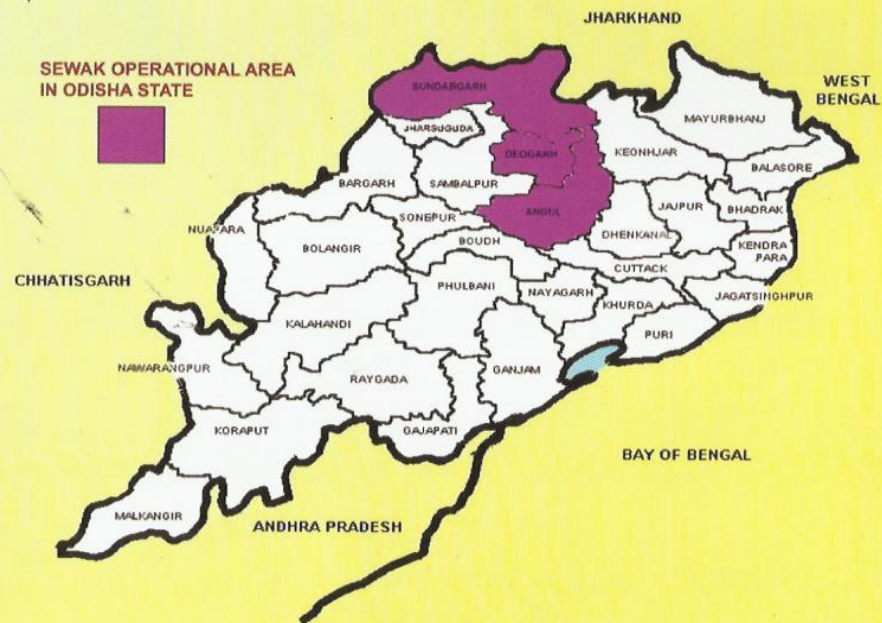 JHARKHAND
SEWAK OPERATIONAL AREA
IN ODISHA STATE
WEST
BENGAL
SUNDARGARH
MAYURBHANJ
JHARSUGUDA
DEOGARH
KEONJHAR
BALASORE
BARGARH
SAMBALPUR
SONEPUR
ANGUL
JAJPUR
BHADRAK
NUAPARA
BOLANGIR
BOUDH
DHENKANAL
KENDRA
PARA
CUTTACK
CHHATISGARH
PHULBANI
NAYAGARH
KHURDA
JAGATSINGHPUR
KALAHANDI
PURI
NAWARANGPUR
RAYGADA
GANJAM
KORAPUT
GAJAPATI
BAY OF BENGAL
MALKANGIR
ANDHRA PRADESH